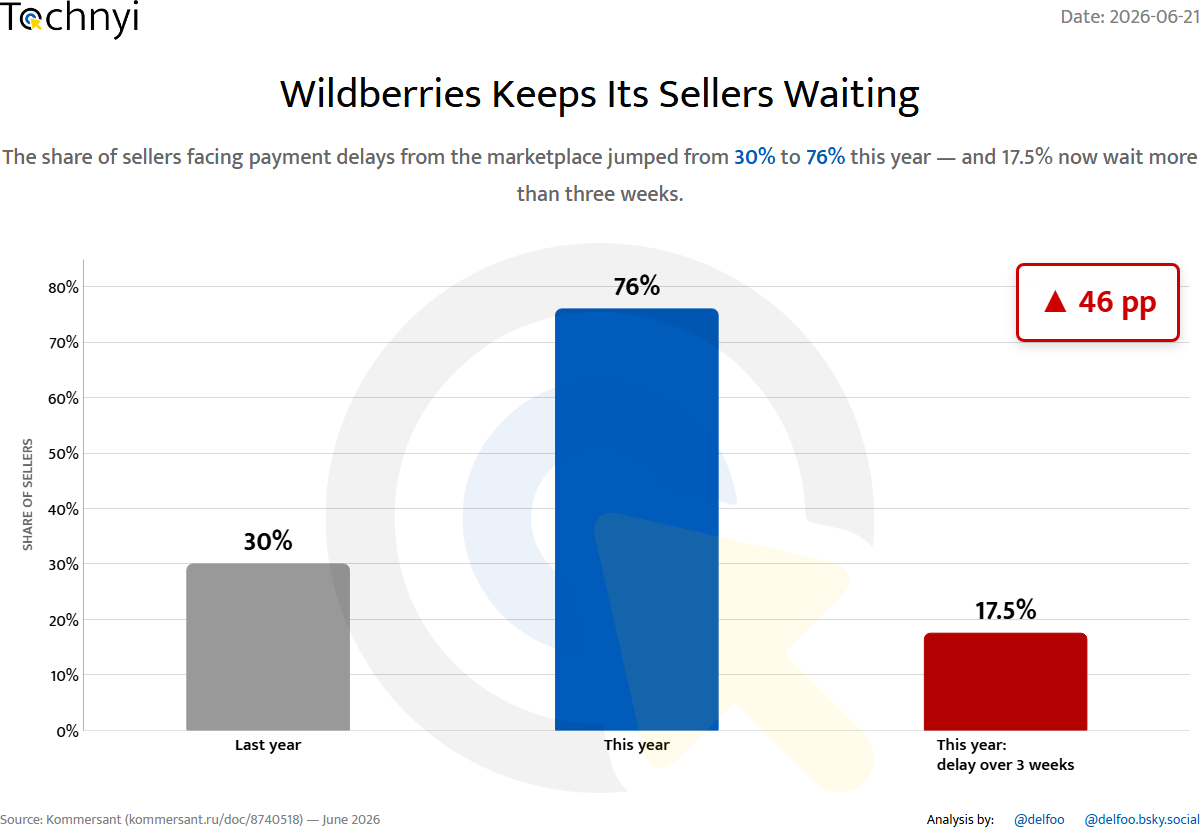 Tochnyi
Date: 2026-06-21
Wildberries Keeps Its Sellers Waiting
The share of sellers facing payment delays from the marketplace jumped from 30% to 76% this year — and 17.5% now wait more
than three weeks.
▲ 46 pp
SHARE OF SELLERS
80%
70%
60%
50%
40%
30%
20%
10%
0%
30%
76%
17.5%
Last year
This year
This year:
delay over 3 weeks
Source: Kommersant (kommersant.ru/doc/8740518) — June 2026
Analysis by: @delfoo @delfoo.bsky.social